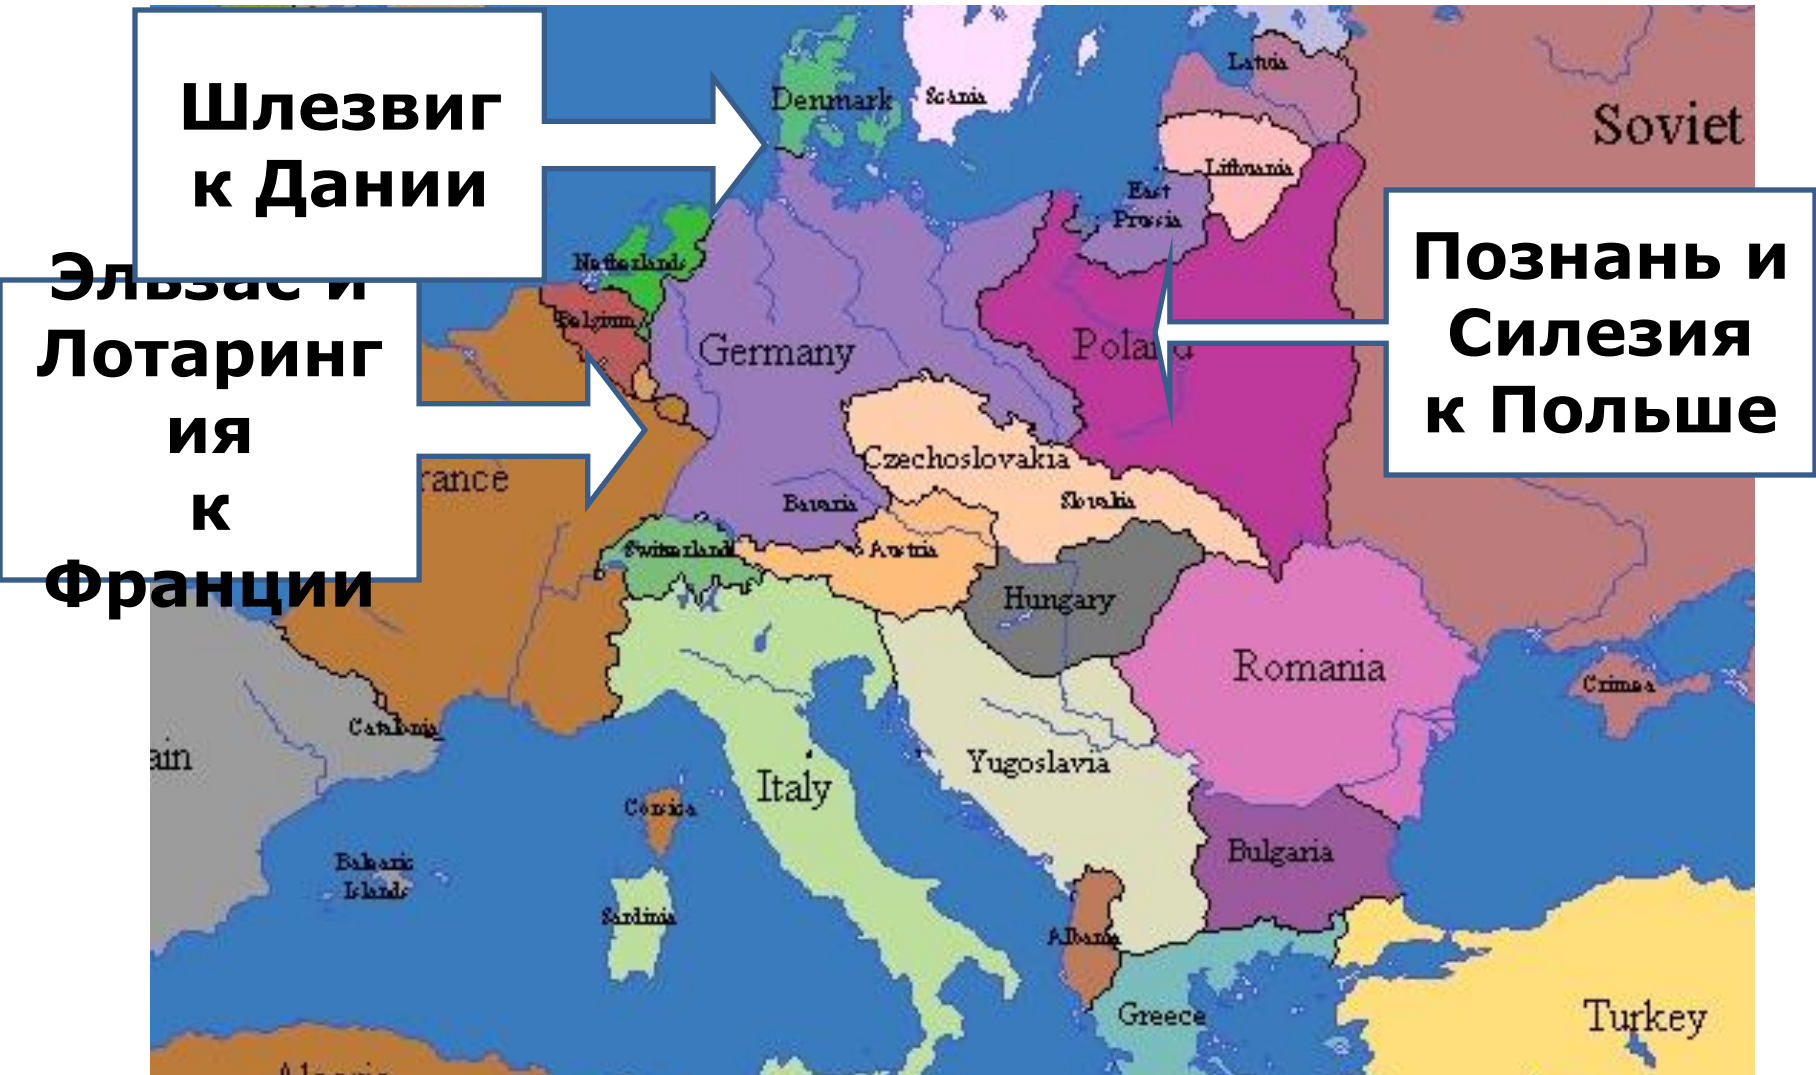 Шлезвиг
к Дании
Эльзас и
Лотаринг
ия
к
Франции
Познань и
Силезия
к Польше
Denmark
Scania
Latvia
Soviet
Lithuania
East
Prussia
Netherlands
Belgium
Germany
Poland
rance
Czechoslovakia
Slovakia
Bavaria
Austria
Switzerland
Hungary
Romania
Crimea
Catalonia
ain
Yugoslavia
Italy
Corsica
Bulgaria
Balearic
Islands
Sardinia
Albania
Greece
Turkey
Algeria